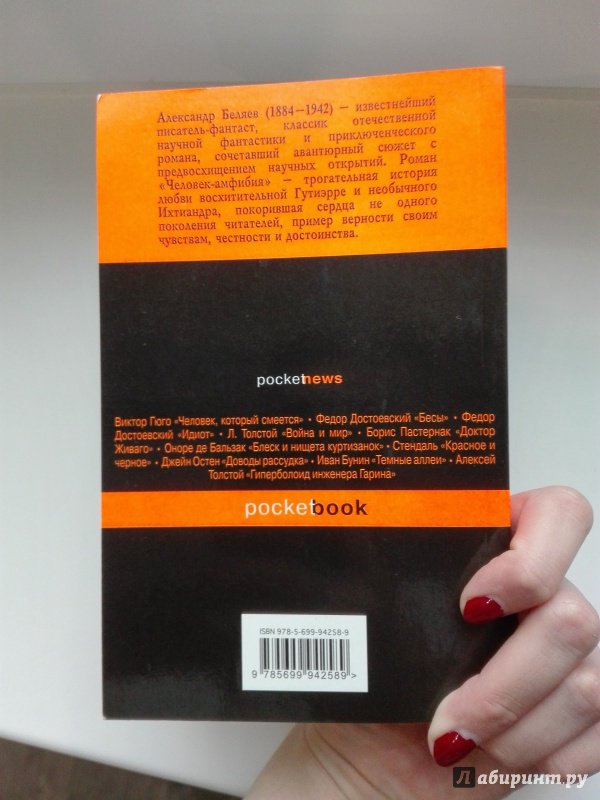 Александр Беляев (1884—1942) — известнейший
писатель-фантаст, классик отечественной
научной фантастики и приключенческого
романа, сочетавший авантюрный сюжет с
предвосхищением научных открытий. Роман
«Человек-амфибия» — трогательная история
любви восхитительной Гутиэрре и необычного
Ихтиандра, покорившая сердца не одного
поколения читателей, пример верности своим
чувствам, честности и достоинства.
pocketnews
Виктор Гюго «Человек, который смеется» • Федор Достоевский «Бесы» • Федор
Достоевский «Идиот» • Л. Толстой «Война и мир» • Борис Пастернак «Доктор
Живаго» • Оноре де Бальзак «Блеск и нищета куртизанок» • Стендаль «Красное и
черное» • Джейн Остен «Доводы рассудка» • Иван Бунин «Темные аллеи» • Алексей
Толстой «Гиперболоид инженера Гарина»
pocketbook
ISBN 978-5-699-94258-9
9 785699 942589 >
Лабиринт.ру